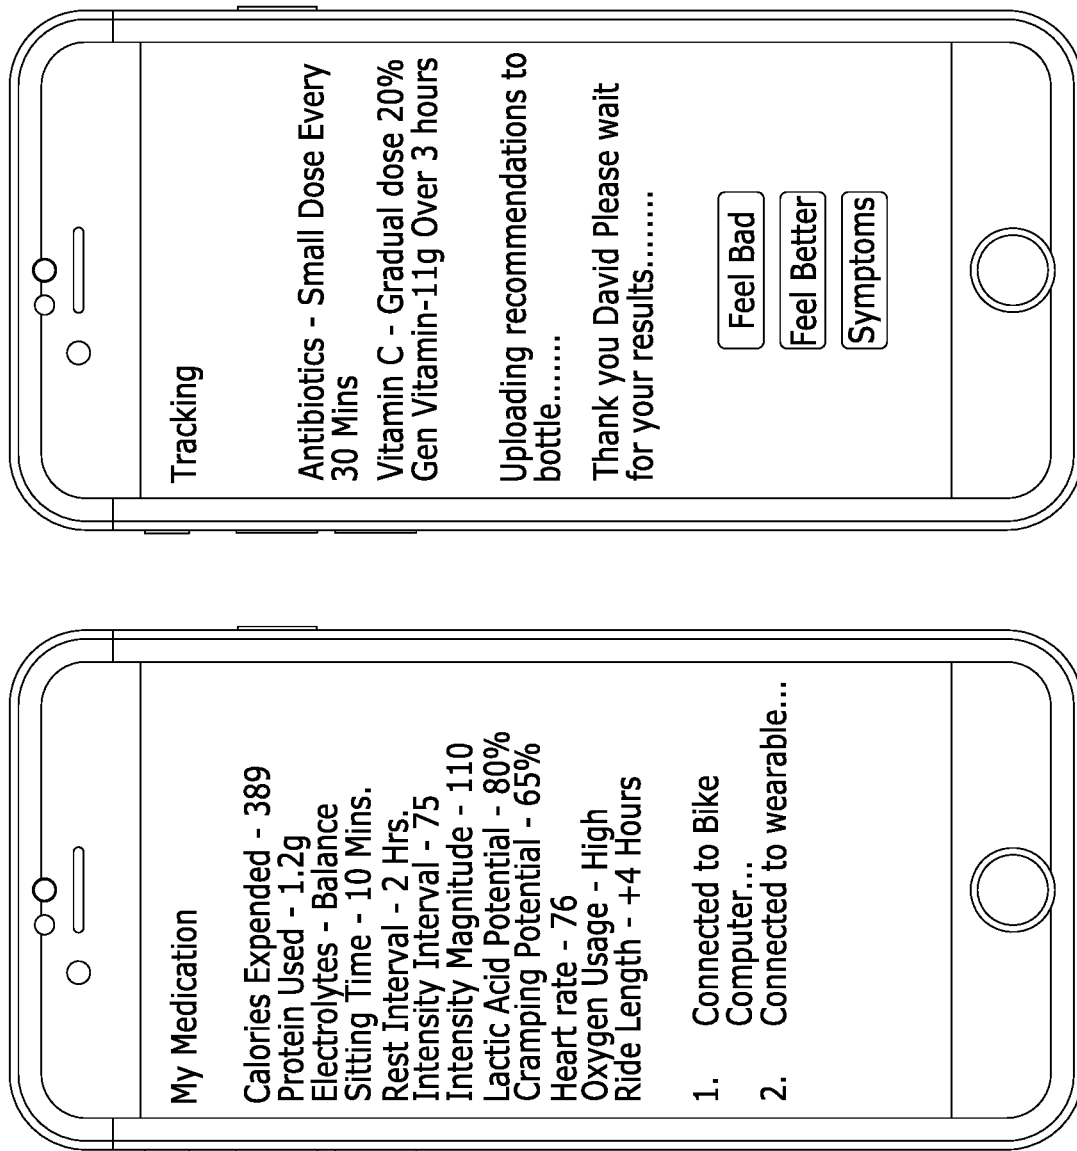 My Medication
Calories Expended - 389
Protein Used - 1.2g
Electrolytes - Balance
Sitting Time - 10 Mins.
Rest Interval - 2 Hrs.
Intensity Interval - 75
Intensity Magnitude - 110
Lactic Acid Potential - 80%
Cramping Potential - 65%
Heart rate - 76
Oxygen Usage - High
Ride Length - +4 Hours
1. Connected to Bike
Computer...
2. Connected to wearable...
Tracking
Antibiotics - Small Dose Every
30 Mins
Vitamin C - Gradual dose 20%
Gen Vitamin-11g Over 3 hours
Uploading recommendations to
bottle.......
Thank you David Please wait
for your results.........
Feel Bad
Feel Better
Symptoms